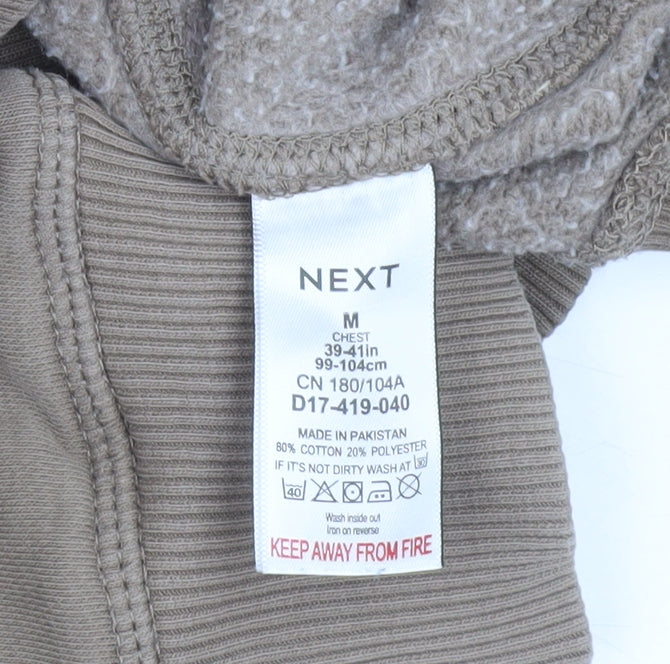 NEXT
M
CHEST
39-41in
99-104cm
CN 180/104A
D17-419-040
MADE IN PAKISTAN
80% COTTON 20% POLYESTER
IF IT'S NOT DIRTY WASH AT 30
40
Wash inside out
Iron on reverse
KEEP AWAY FROM FIRE